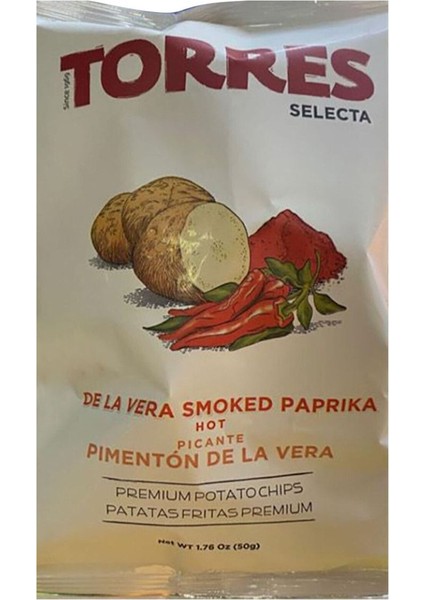 Since 1969
TORRES
SELECTA
DE LA VERA SMOKED PAPRIKA
HOT
PICANTE
PIMENTÓN DE LA VERA
PREMIUM POTATO CHIPS
PATATAS FRITAS PREMIUM
Net WT 1.76 Oz (50g)